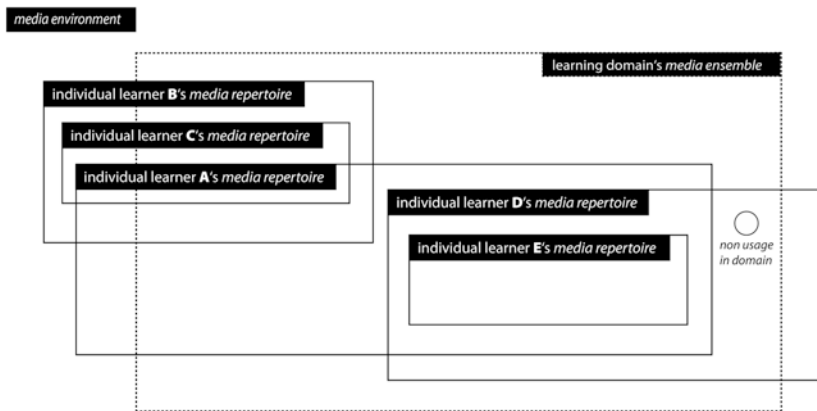 media environment
learning domain's media ensemble
individual learner B's media repertoire
individual learner C's media repertoire
individual learner A's media repertoire
individual learner D's media repertoire
non usage
in domain
individual learner E's media repertoire